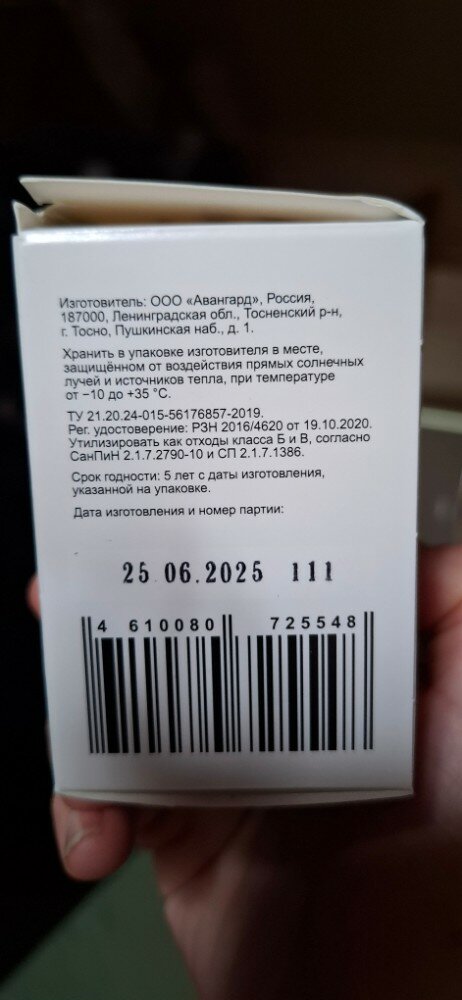 Изготовитель: ООО «Авангард», Россия,
187000, Ленинградская обл., Тосненский р-н,
г. Тосно, Пушкинская наб., д. 1.
Хранить в упаковке изготовителя в месте,
защищённом от воздействия прямых солнечных
лучей и источников тепла, при температуре
от −10 до +35 °С.
ТУ 21.20.24-015-56176857-2019.
Рег. удостоверение: РЗН 2016/4620 от 19.10.2020.
Утилизировать как отходы класса Б и В, согласно
СанПиН 2.1.7.2790-10 и СП 2.1.7.1386.
Срок годности: 5 лет с даты изготовления,
указанной на упаковке.
Дата изготовления и номер партии:
25.06.2025 111
4 610080 725548